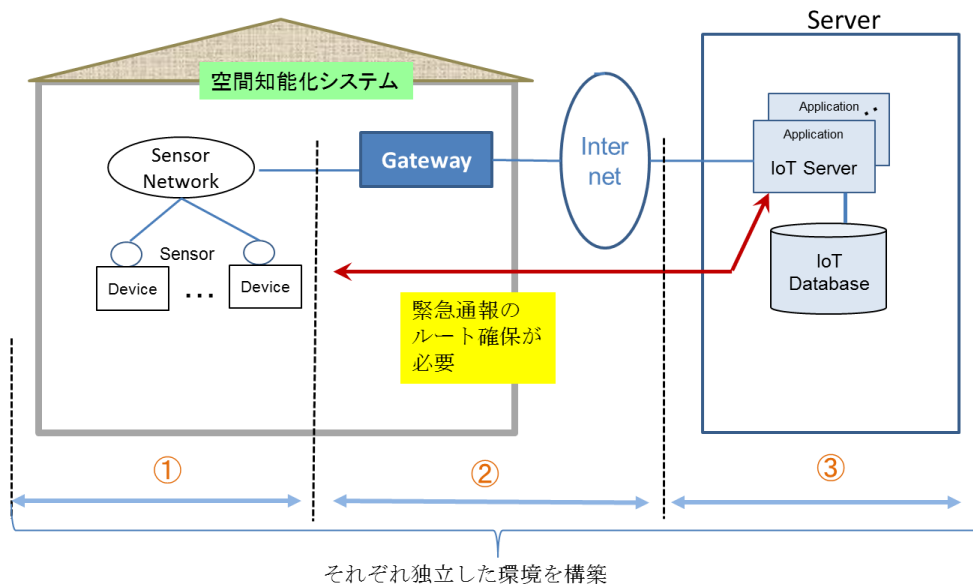 Server
空間知能化システム
Application
Application
IoT Server
Sensor
Network
Gateway
Inter
net
Sensor
Device
...
Device
IoT
Database
緊急通報の
ルート確保が
必要
①
②
③
それぞれ独立した環境を構築